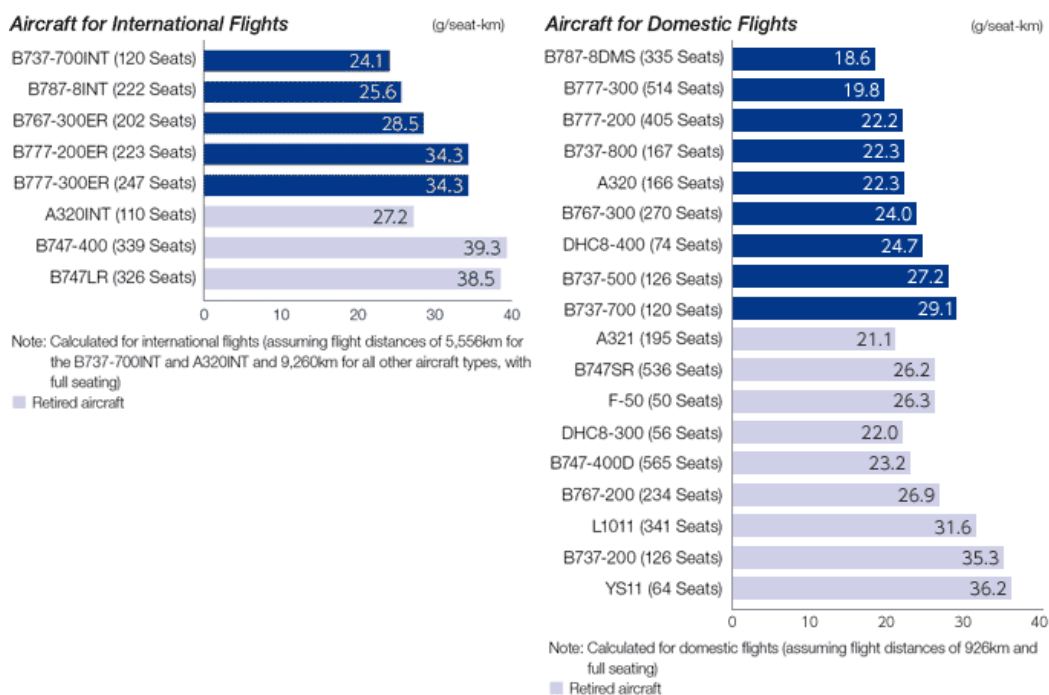 Aircraft for International Flights (g/seat-km)
B737-700INT (120 Seats) 24.1
B787-8INT (222 Seats) 25.6
B767-300ER (202 Seats) 28.5
B777-200ER (223 Seats) 34.3
B777-300ER (247 Seats) 34.3
A320INT (110 Seats) 27.2
B747-400 (339 Seats) 39.3
B747LR (326 Seats) 38.5
0 10 20 30 40
Note: Calculated for international flights (assuming flight distances of 5,556km for
the B737-700INT and A320INT and 9,260km for all other aircraft types, with
full seating)
Retired aircraft
Aircraft for Domestic Flights (g/seat-km)
B787-8DMS (335 Seats) 18.6
B777-300 (514 Seats) 19.8
B777-200 (405 Seats) 22.2
B737-800 (167 Seats) 22.3
A320 (166 Seats) 22.3
B767-300 (270 Seats) 24.0
DHC8-400 (74 Seats) 24.7
B737-500 (126 Seats) 27.2
B737-700 (120 Seats) 29.1
A321 (195 Seats) 21.1
B747SR (536 Seats) 26.2
F-50 (50 Seats) 26.3
DHC8-300 (56 Seats) 22.0
B747-400D (565 Seats) 23.2
B767-200 (234 Seats) 26.9
L1011 (341 Seats) 31.6
B737-200 (126 Seats) 35.3
YS11 (64 Seats) 36.2
0 10 20 30 40
Note: Calculated for domestic flights (assuming flight distances of 926km and
full seating)
Retired aircraft